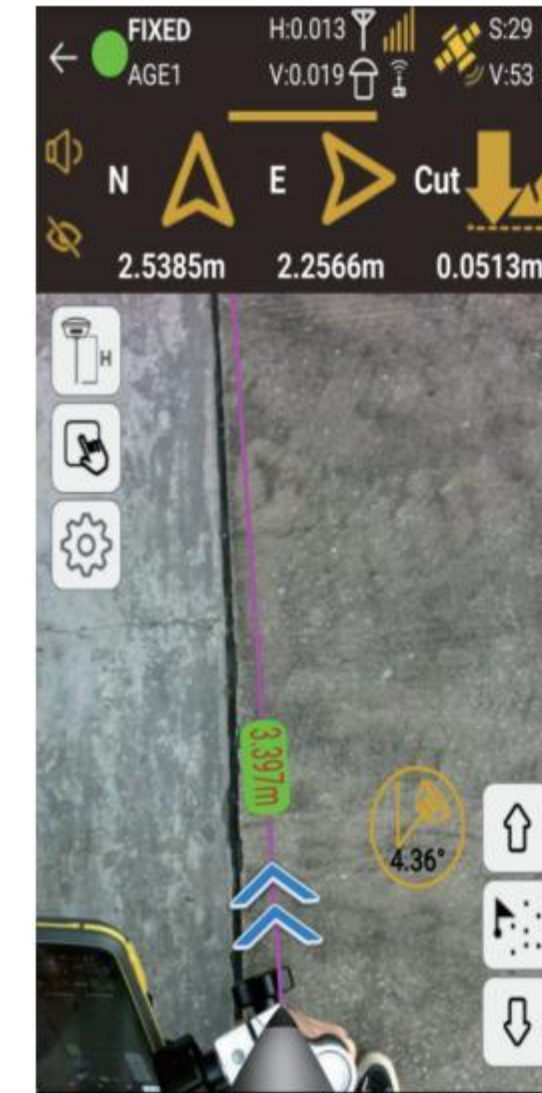 FIXED H:0.013 S:29
AGE1 V:0.019 V:53
N E Cut
2.5385m 2.2566m 0.0513m
H
3.397m
4.36°